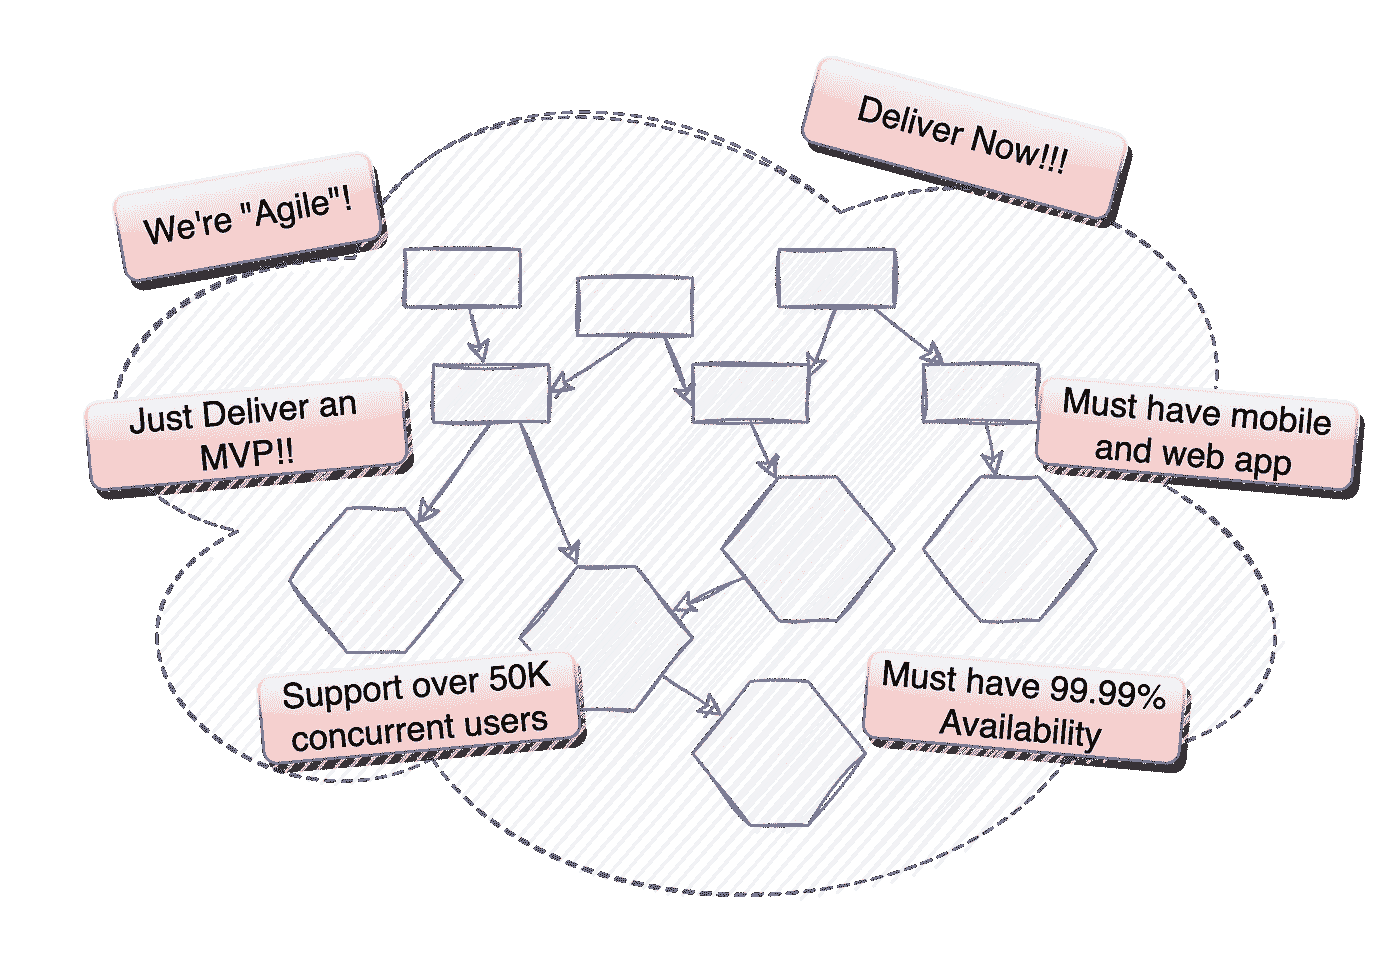 Deliver Now!!!
We're "Agile"!
Just Deliver an
MVP!!
Must have mobile
and web app
Support over 50K
concurrent users
Must have 99.99%
Availability